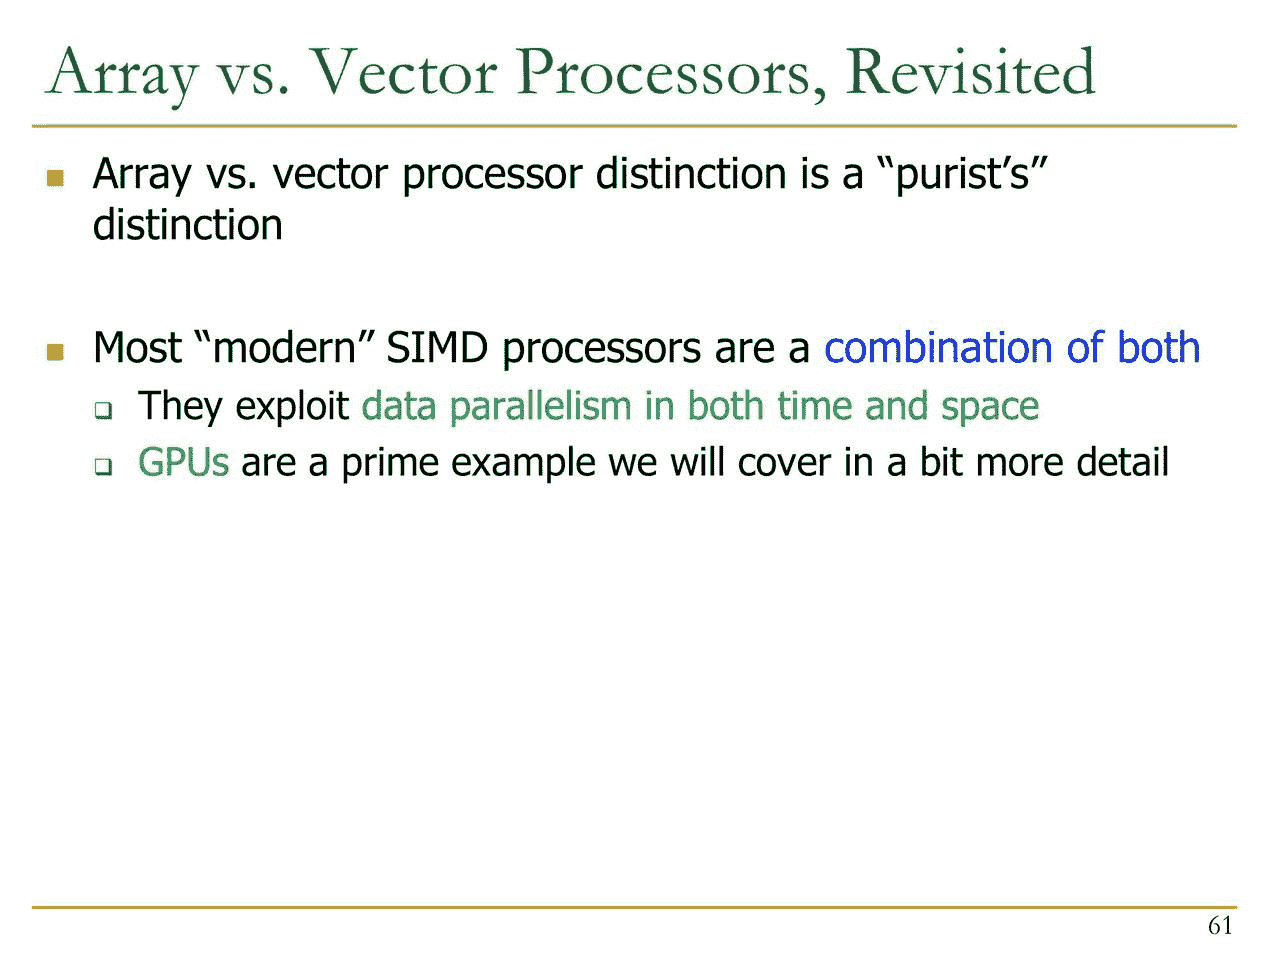 Array vs. Vector Processors, Revisited
Array vs. vector processor distinction is a “purist’s”
distinction
Most “modern” SIMD processors are a combination of both
They exploit data parallelism in both time and space
GPUs are a prime example we will cover in a bit more detail
61